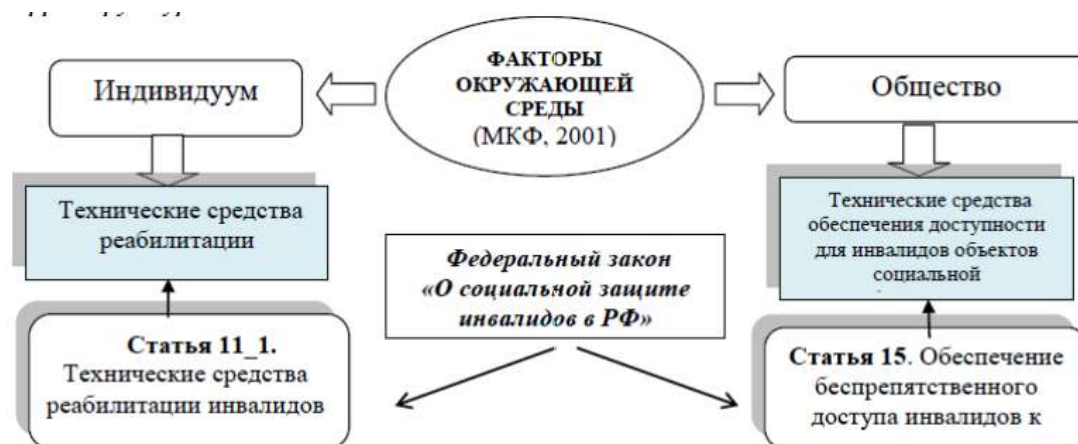 ФАКТОРЫ
ОКРУЖАЮЩЕЙ
СРЕДЫ
(МКФ, 2001)
Индивидуум
Общество
Технические средства
реабилитации
Технические средства
обеспечения доступности
для инвалидов объектов
социальной
Федеральный закон
«О социальной защите
инвалидов в РФ»
Статья 11_1.
Технические средства
реабилитации инвалидов
Статья 15. Обеспечение
беспрепятственного
доступа инвалидов к